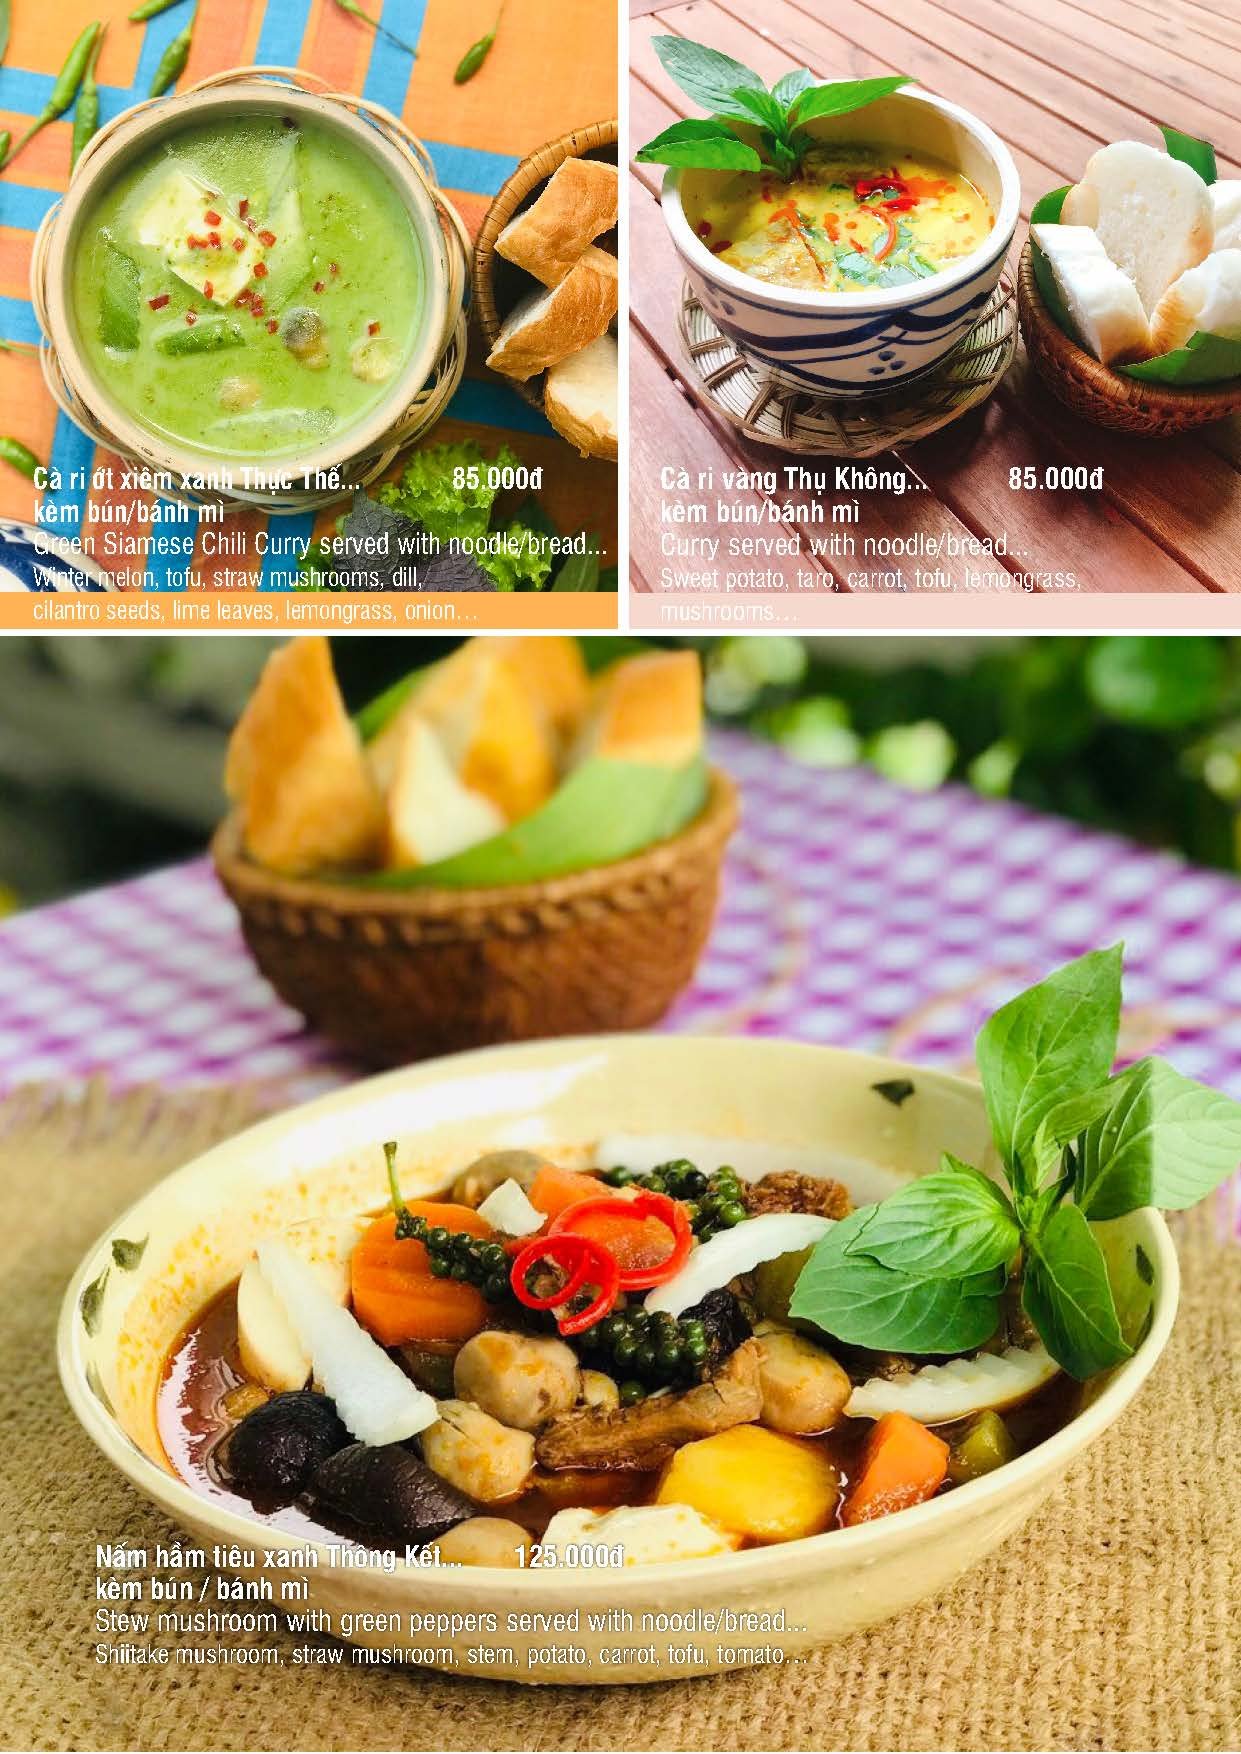 Cà ri ớt xiêm xanh Thực Thế... 85.000đ
kèm bún/bánh mì
Green Siamese Chili Curry served with noodle/bread...
Winter melon, tofu, straw mushrooms, dill,
cilantro seeds, lime leaves, lemongrass, onion...
Cà ri vàng Thụ Không... 85.000đ
kèm bún/bánh mì
Curry served with noodle/bread...
Sweet potato, taro, carrot, tofu, lemongrass,
mushrooms...
Nấm hầm tiêu xanh Thông Kết... 125.000đ
kèm bún / bánh mì
Stew mushroom with green peppers served with noodle/bread...
Shiitake mushroom, straw mushroom, stem, potato, carrot, tofu, tomato...